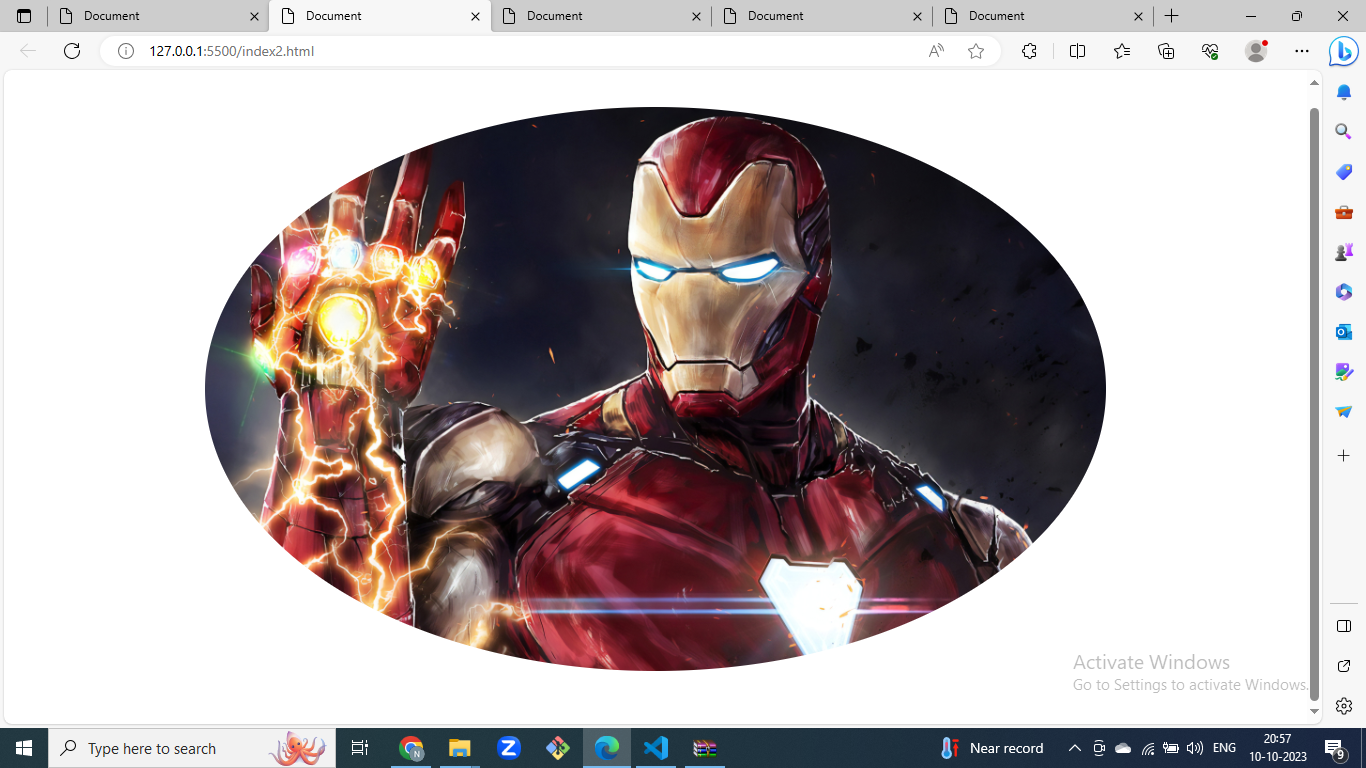 Document
Document
Document
Document
Document
127.0.0.1:5500/index2.html
Activate Windows
Go to Settings to activate Windows.
Type here to search
N
Near record
ENG
20:57
10-10-2023
9